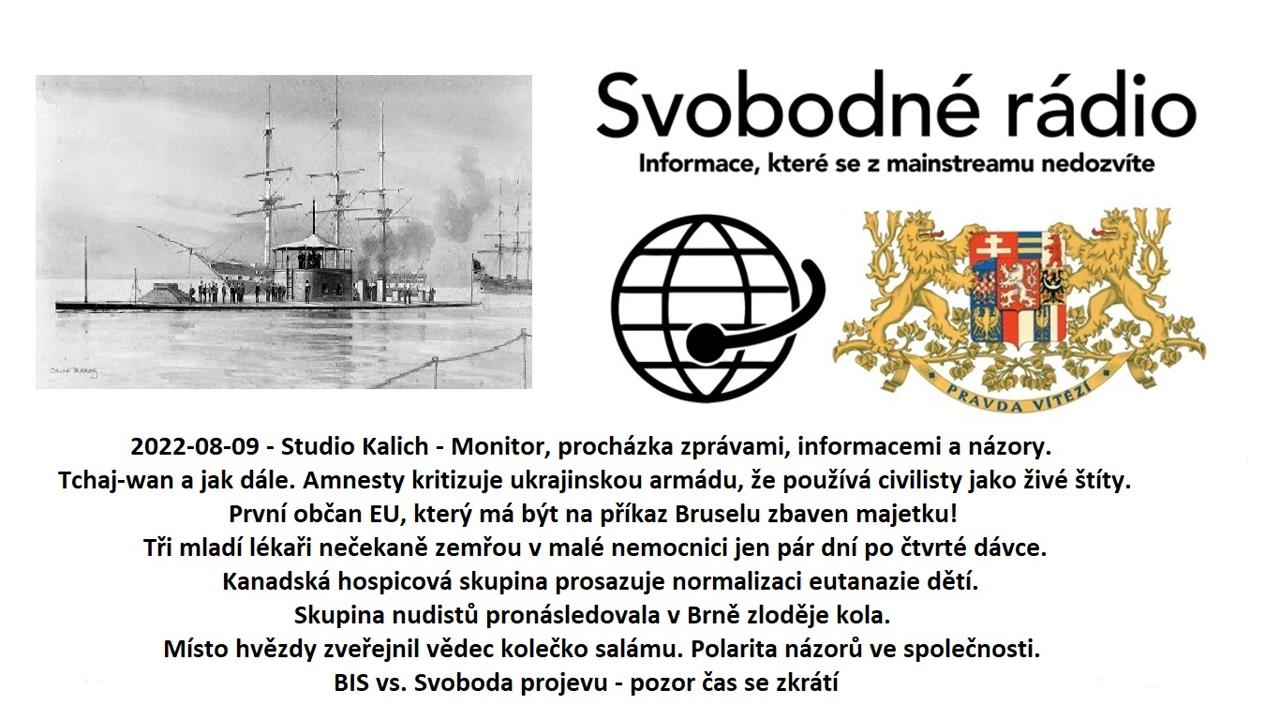 Svobodné rádio
Informace, které se z mainstreamu nedozvíte
PRAVDA VÍTĚZÍ
2022-08-09 - Studio Kalich - Monitor, procházka zprávami, informacemi a názory.
Tchaj-wan a jak dále. Amnesty kritizuje ukrajinskou armádu, že používá civilisty jako živé štíty.
První občan EU, který má být na příkaz Bruselu zbaven majetku!
Tři mladí lékaři nečekaně zemřou v malé nemocnici jen pár dní po čtvrté dávce.
Kanadská hospicová skupina prosazuje normalizaci eutanazie dětí.
Skupina nudistů pronásledovala v Brně zloděje kola.
Místo hvězdy zveřejnil vědec kolečko salámu. Polarita názorů ve společnosti.
BIS vs. Svoboda projevu - pozor čas se zkrátí